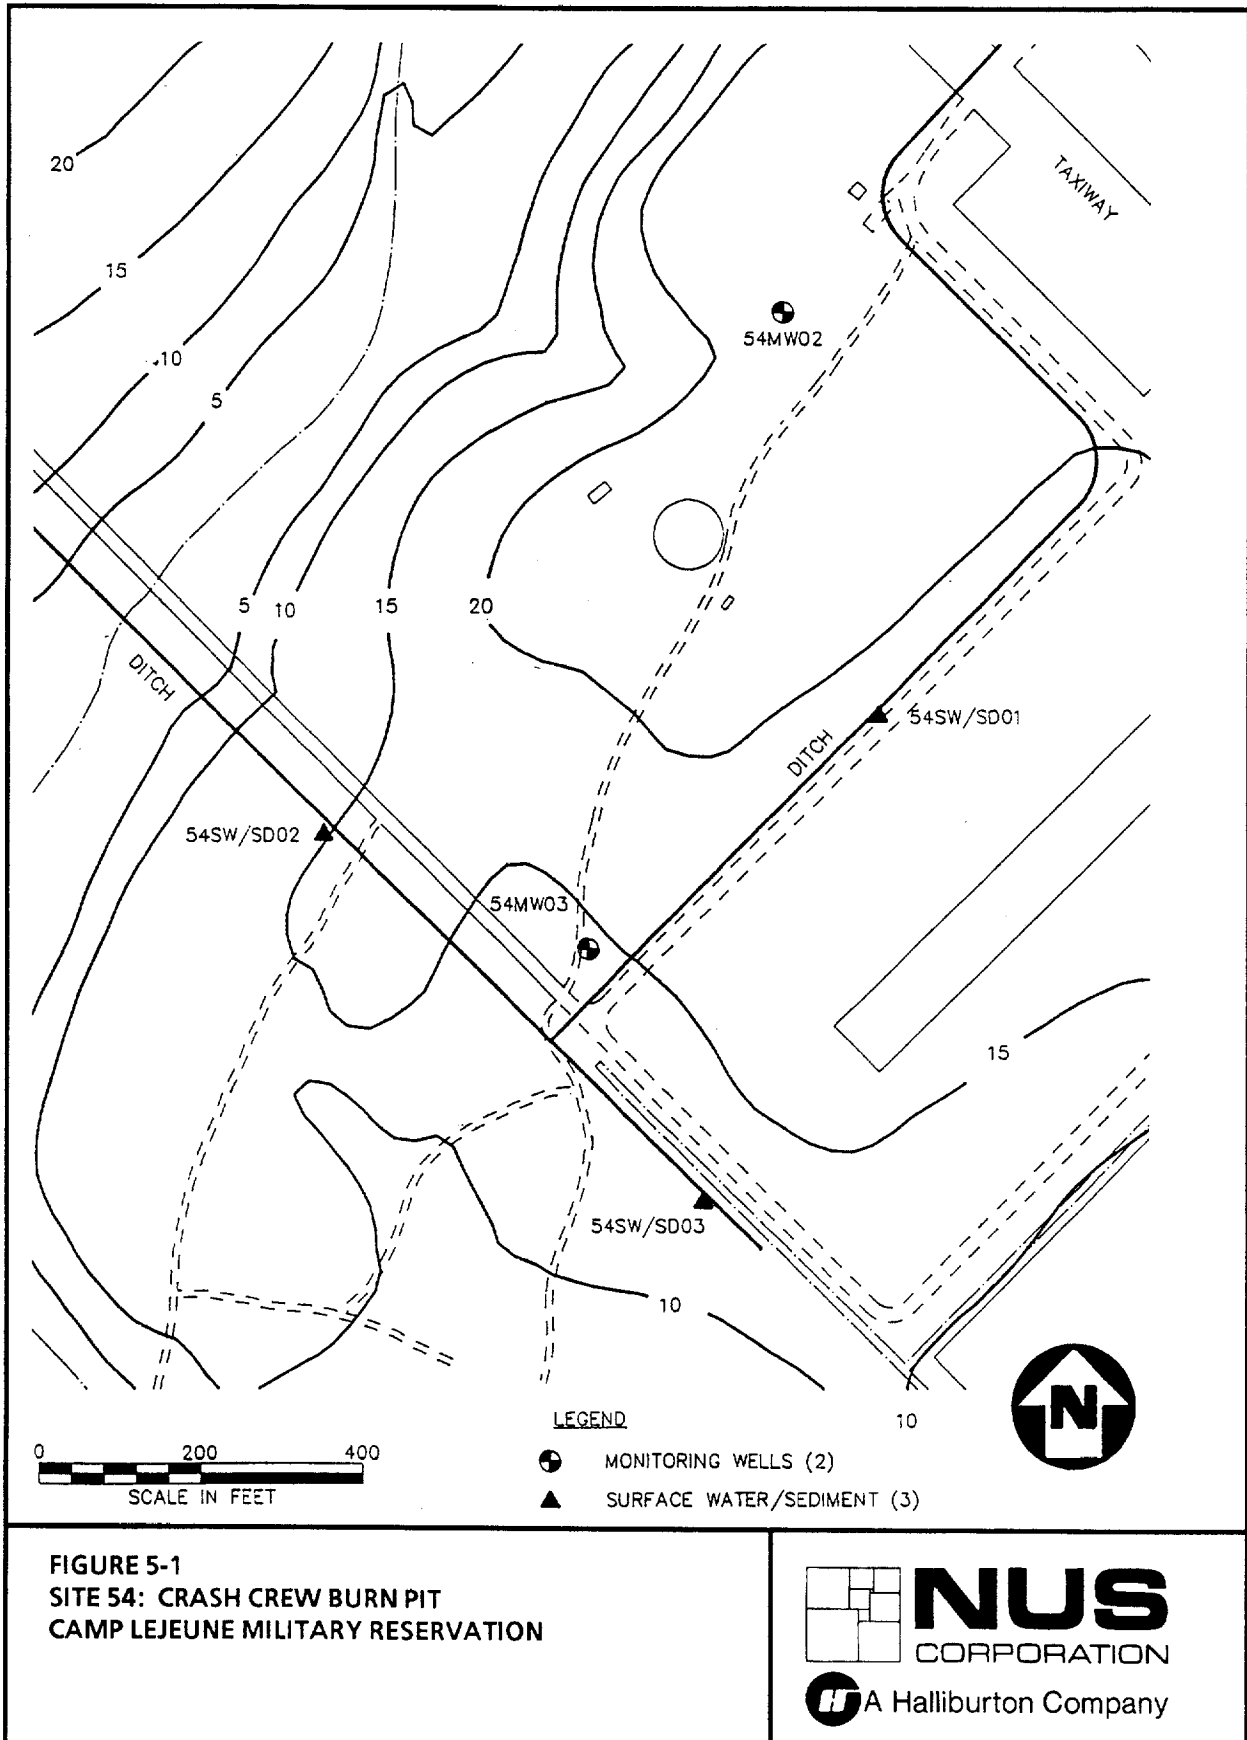 20
TAXIWAY
15
10
54MW02
5
5
10
15
20
DITCH
54SW/SD01
DITCH
54SW/SD02
54MW03
15
54SW/SD03
10
N
LEGEND
10
0 200 400
MONITORING WELLS (2)
SCALE IN FEET
SURFACE WATER/SEDIMENT (3)
FIGURE 5-1
SITE 54: CRASH CREW BURN PIT
CAMP LEJEUNE MILITARY RESERVATION
NUS
CORPORATION
H A Halliburton Company